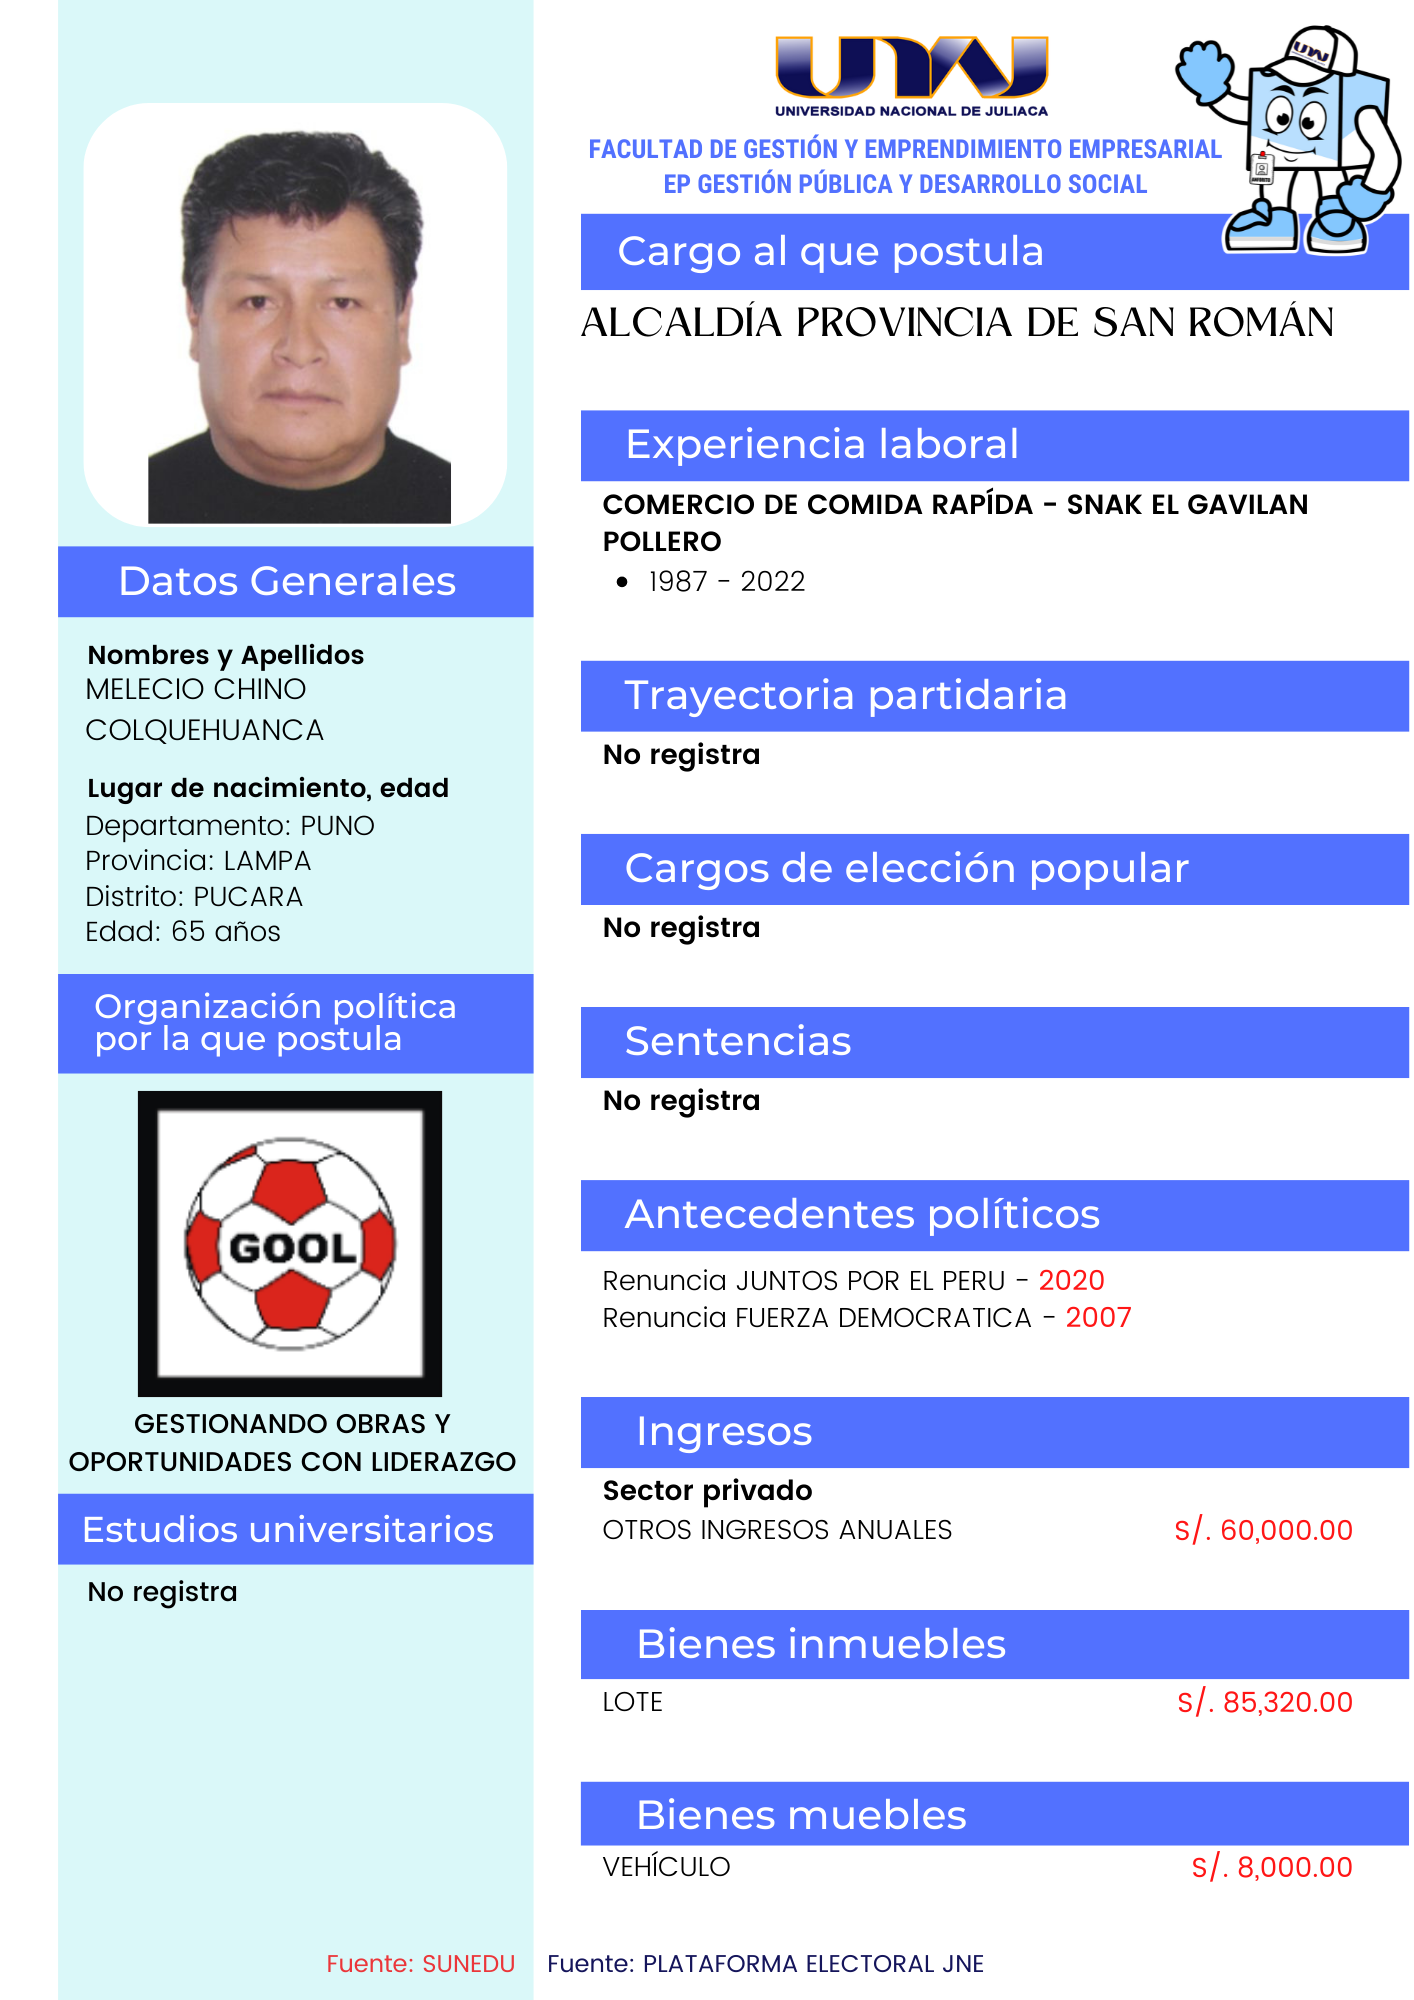 UNAJ
UNIVERSIDAD NACIONAL DE JULIACA
FACULTAD DE GESTIÓN Y EMPRENDIMIENTO EMPRESARIAL
EP GESTIÓN PÚBLICA Y DESARROLLO SOCIAL
UNAJ
ANFORITO
Cargo al que postula
ALCALDÍA PROVINCIA DE SAN ROMÁN
Experiencia laboral
COMERCIO DE COMIDA RAPÍDA - SNAK EL GAVILAN
POLLERO
• 1987 - 2022
Trayectoria partidaria
No registra
Cargos de elección popular
No registra
Sentencias
No registra
Antecedentes políticos
Renuncia JUNTOS POR EL PERU - 2020
Renuncia FUERZA DEMOCRATICA - 2007
Ingresos
Sector privado
OTROS INGRESOS ANUALES S/. 60,000.00
Bienes inmuebles
LOTE S/. 85,320.00
Bienes muebles
VEHÍCULO S/. 8,000.00
Datos Generales
Nombres y Apellidos
MELECIO CHINO
COLQUEHUANCA
Lugar de nacimiento, edad
Departamento: PUNO
Provincia: LAMPA
Distrito: PUCARA
Edad: 65 años
Organización política
por la que postula
GOOL
GESTIONANDO OBRAS Y
OPORTUNIDADES CON LIDERAZGO
Estudios universitarios
No registra
Fuente: SUNEDU
Fuente: PLATAFORMA ELECTORAL JNE